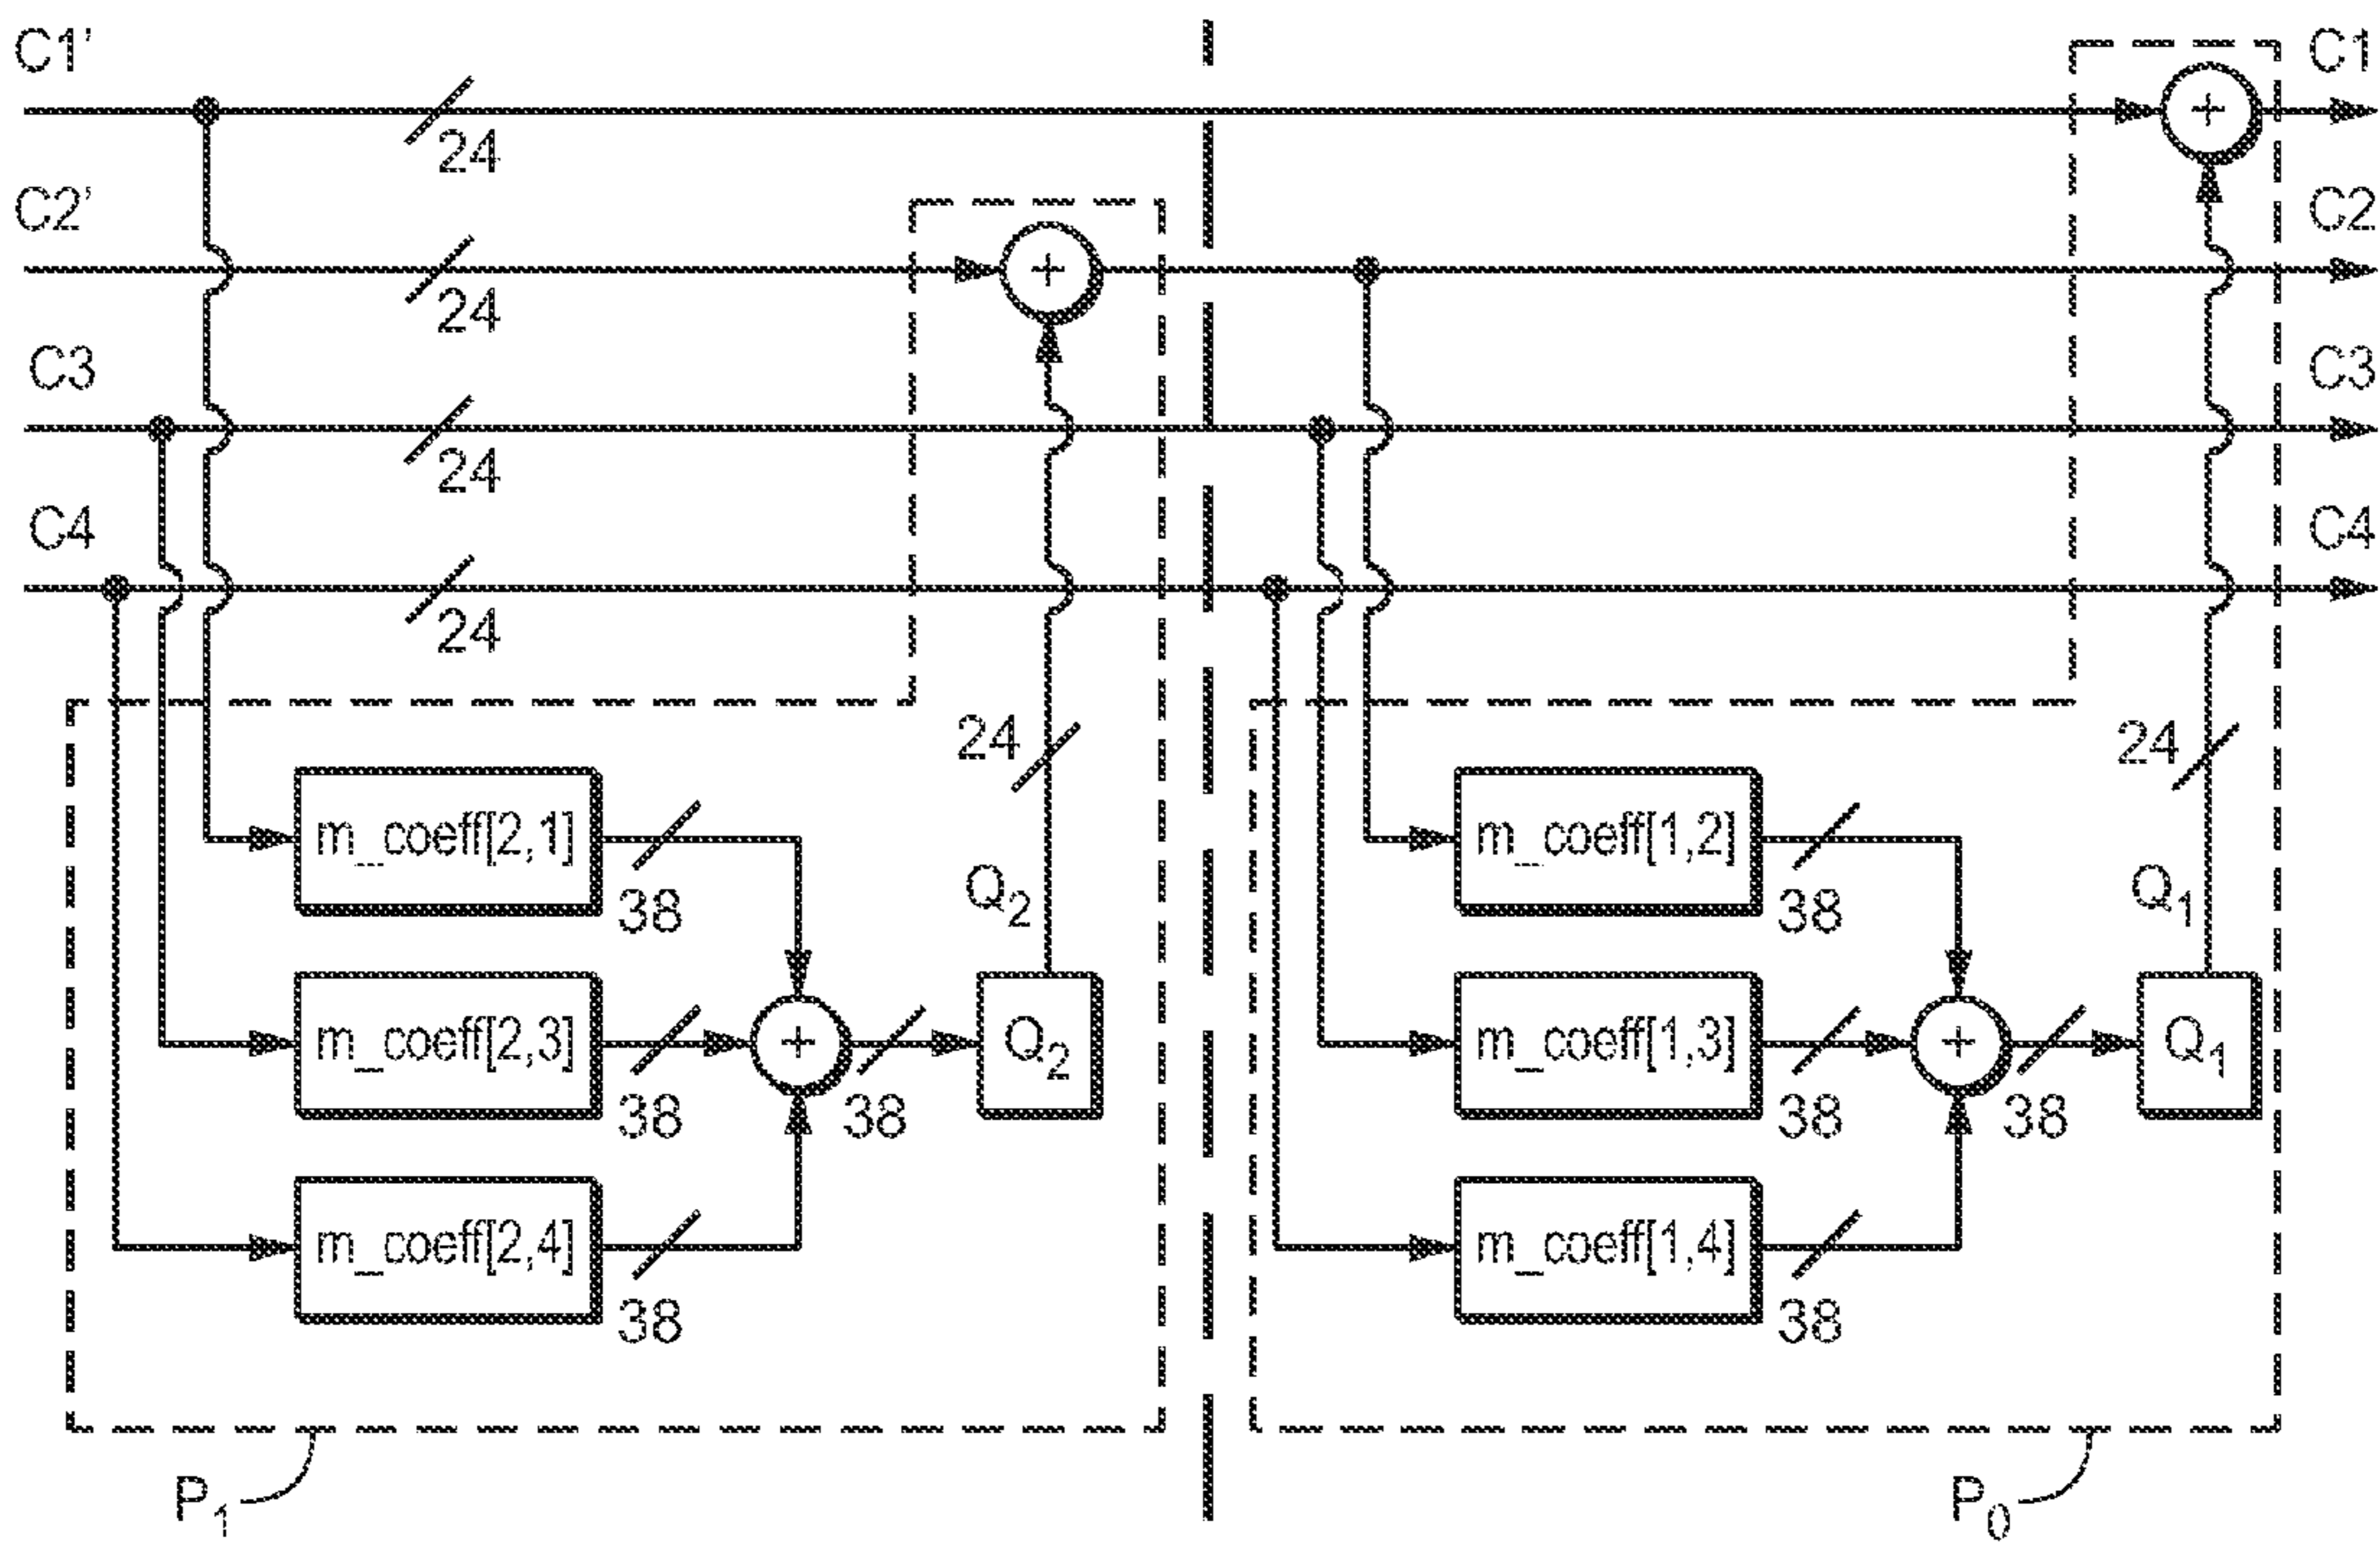 C1' C1
24
C2' C2
24
C3 C3
24
C4 C4
24
24 24
m_coeff[2,1] m_coeff[1,2]
38 Q2 38 Q1
m_coeff[2,3] Q2 m_coeff[1,3] Q1
38 38 38 38
m_coeff[2,4] m_coeff[1,4]
38 38
P1 P0